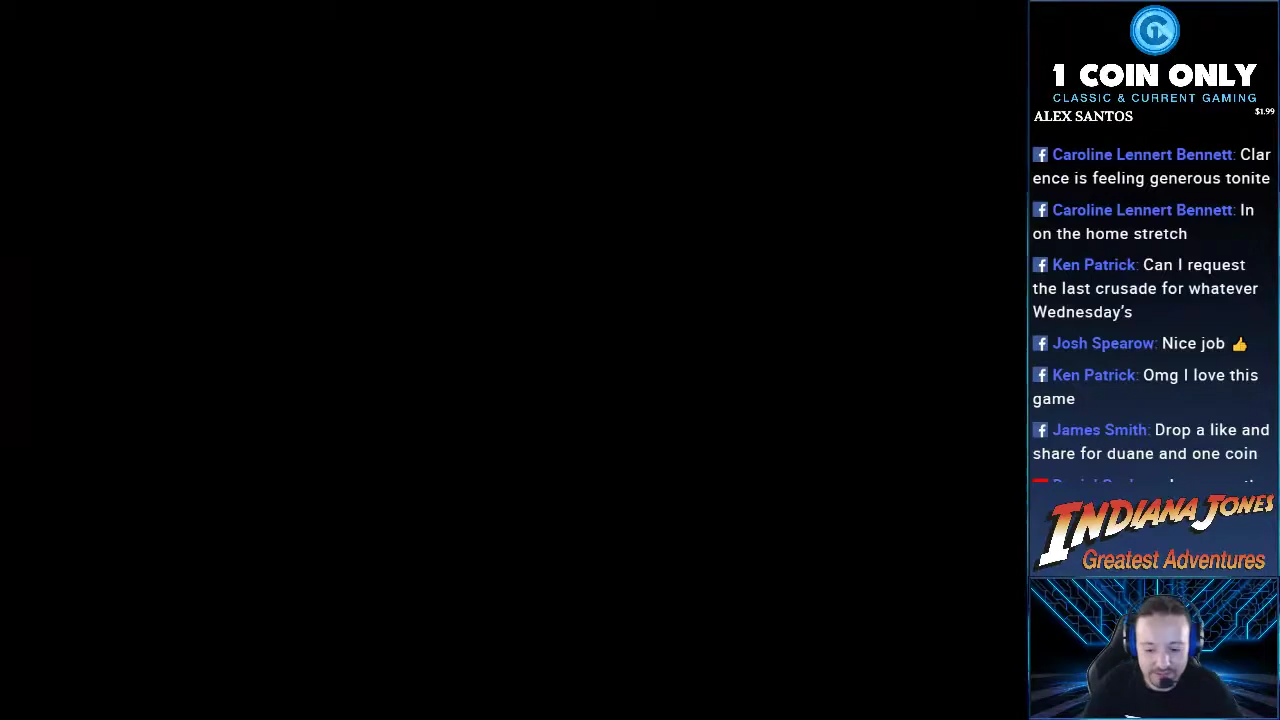 1 COIN ONLY
CLASSIC & CURRENT GAMING
ALEX SANTOS $1.99
Caroline Lennert Bennett: Clar
ence is feeling generous tonite
Caroline Lennert Bennett: In
on the home stretch
Ken Patrick: Can I request
the last crusade for whatever
Wednesday’s
Josh Spearow: Nice job 👍
Ken Patrick: Omg I love this
game
James Smith: Drop a like and
share for duane and one coin
INDIANA JONES
Greatest Adventures